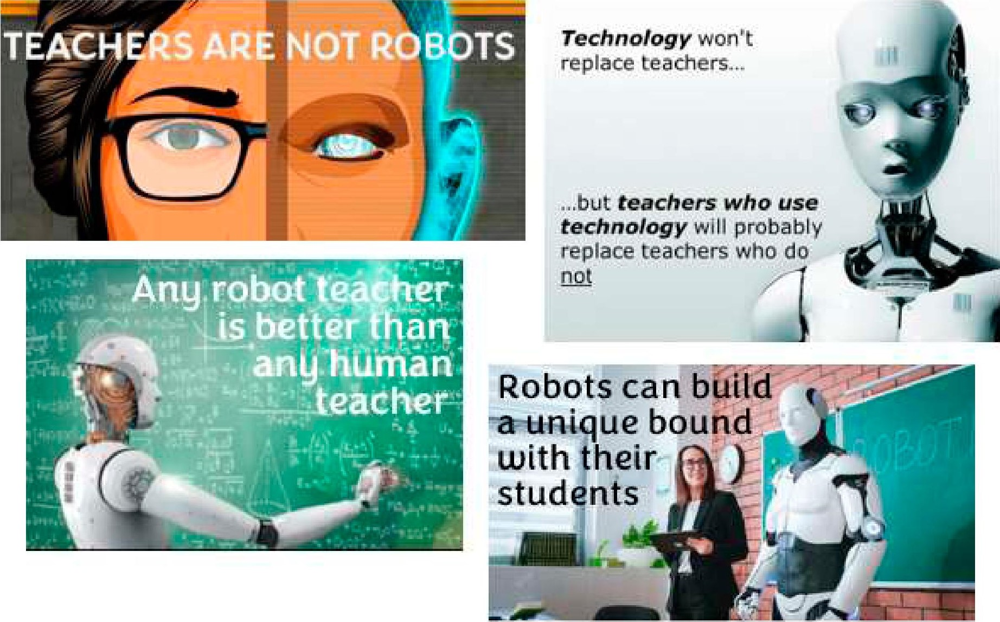 TEACHERS ARE NOT ROBOTS
Technology won't
replace teachers...
...but teachers who use
technology will probably
replace teachers who do
not
Any robot teacher
is better than
any human
teacher
Robots can build
a unique bound
with their
students
ROBOT